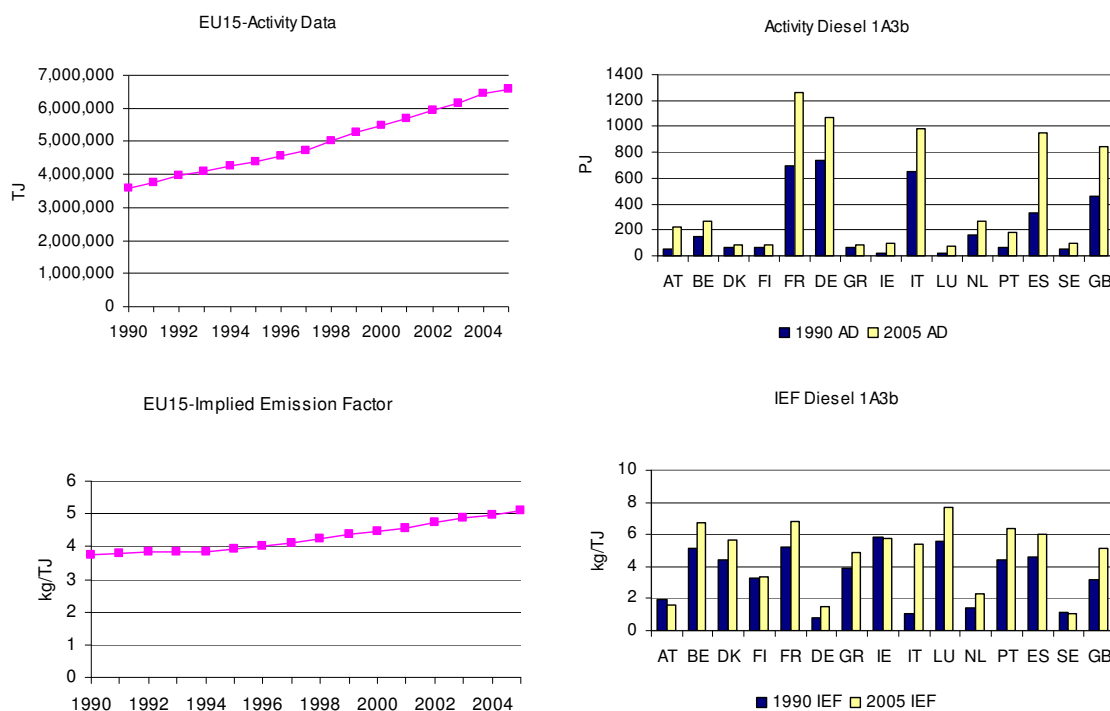 EU15-Activity Data
7,000,000
6,000,000
5,000,000
4,000,000
3,000,000
2,000,000
1,000,000
0
TJ
1990 1992 1994 1996 1998 2000 2002 2004
Activity Diesel 1A3b
1400
1200
1000
800
600
400
200
0
PJ
AT BE DK FI FR DE GR IE IT LU NL PT ES SE GB
1990 AD 2005 AD
EU15-Implied Emission Factor
6
5
4
3
2
1
0
kg/TJ
1990 1992 1994 1996 1998 2000 2002 2004
IEF Diesel 1A3b
10
8
6
4
2
0
kg/TJ
AT BE DK FI FR DE GR IE IT LU NL PT ES SE GB
1990 IEF 2005 IEF